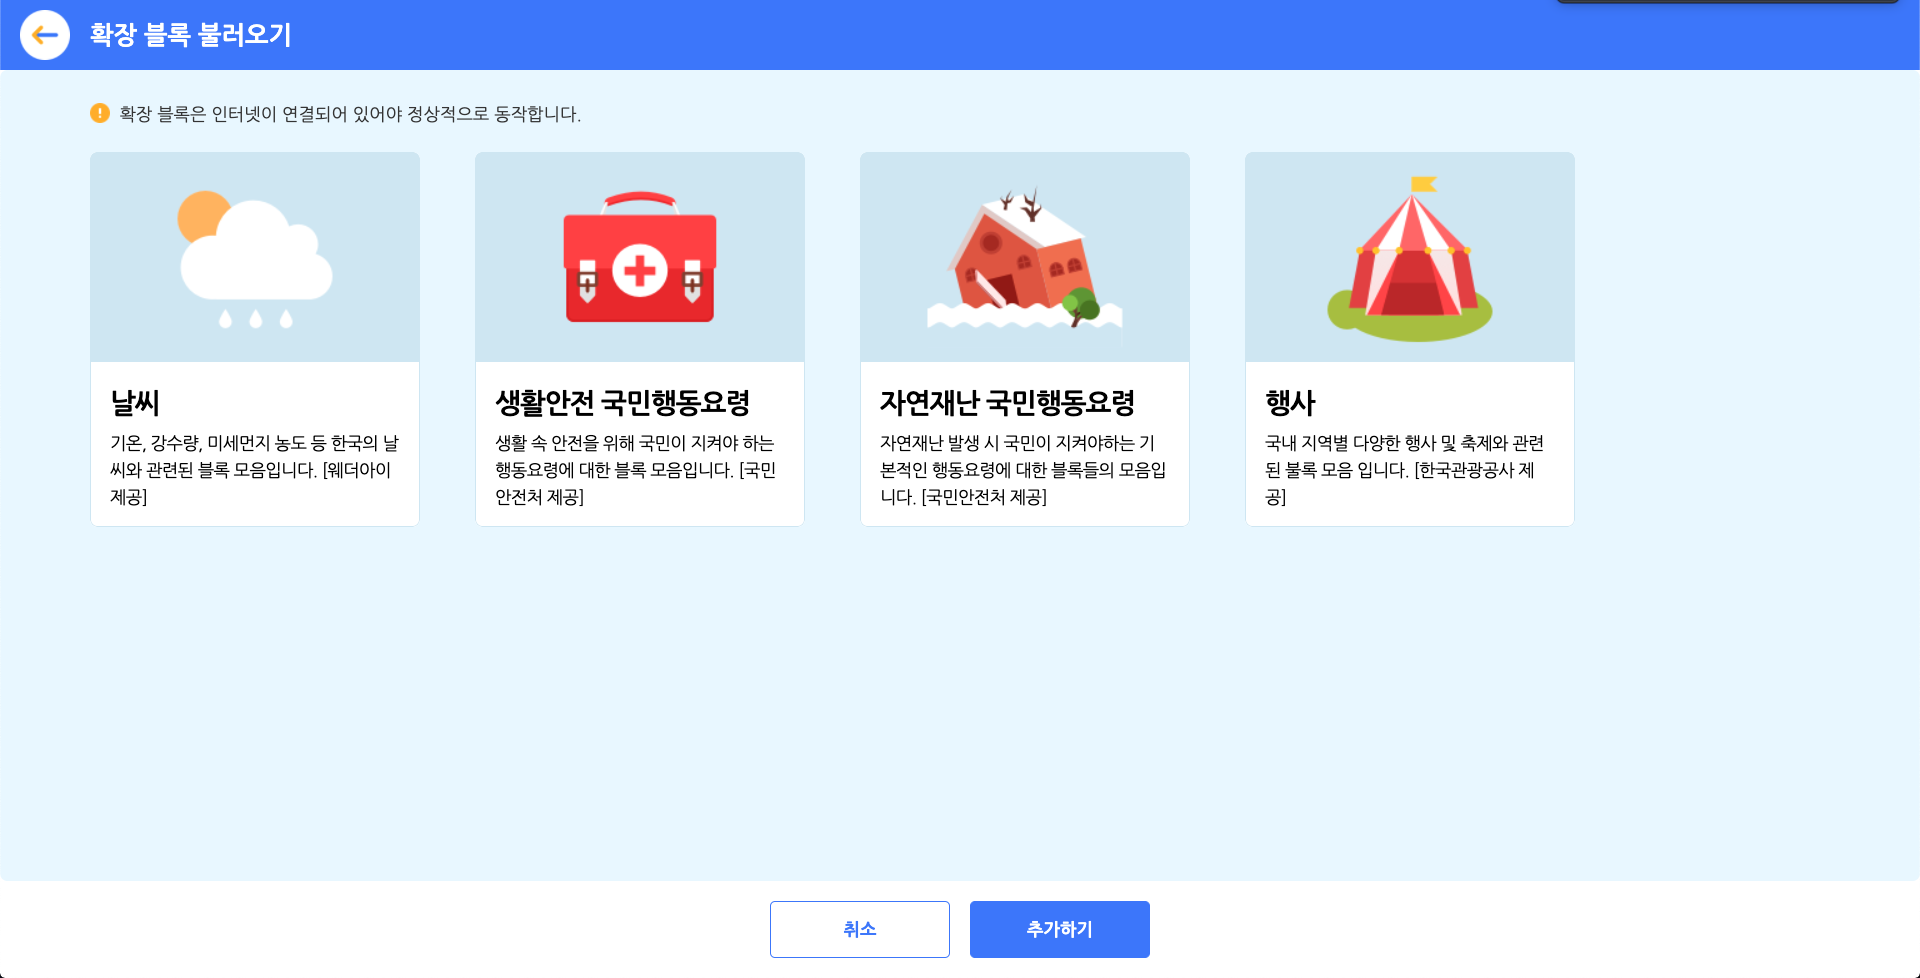 확장 블록 불러오기
확장 블록은 인터넷이 연결되어 있어야 정상적으로 동작합니다.
날씨
기온, 강수량, 미세먼지 농도 등 한국의 날
씨와 관련된 블록 모음입니다. [웨더아이
제공]
생활안전 국민행동요령
생활 속 안전을 위해 국민이 지켜야 하는
행동요령에 대한 블록 모음입니다. [국민
안전처 제공]
자연재난 국민행동요령
자연재난 발생 시 국민이 지켜야하는 기
본적인 행동요령에 대한 블록들의 모음입
니다. [국민안전처 제공]
행사
국내 지역별 다양한 행사 및 축제와 관련
된 불록 모음 입니다. [한국관광공사 제
공]
취소
추가하기